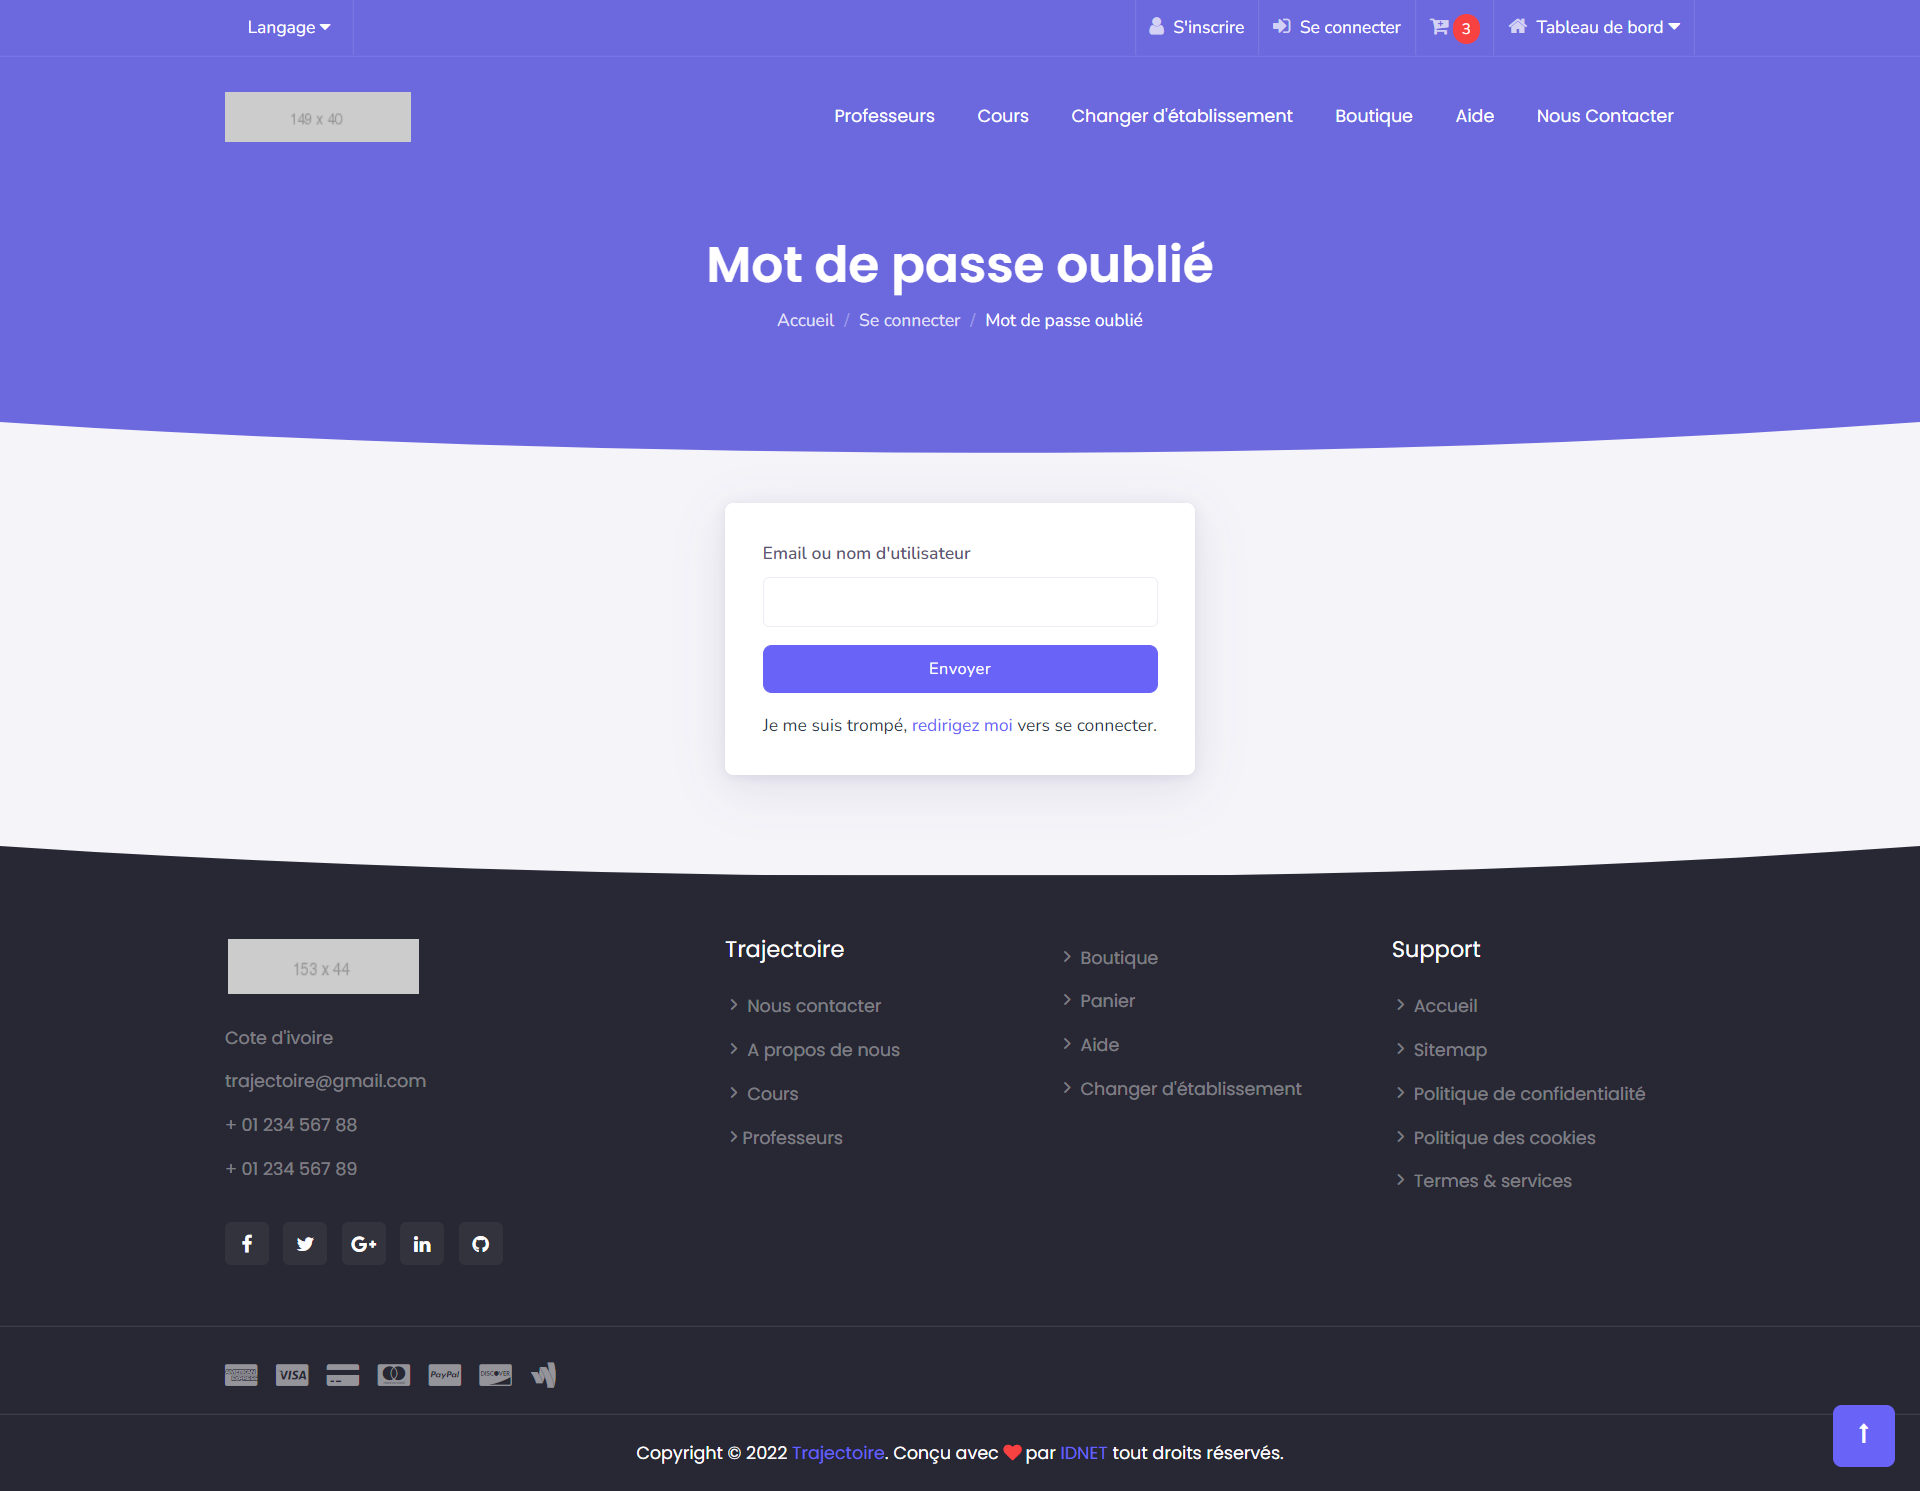 Langage
S'inscrire
Se connecter
3
Tableau de bord
149 x 40
Professeurs
Cours
Changer d'établissement
Boutique
Aide
Nous Contacter
Mot de passe oublié
Accueil / Se connecter / Mot de passe oublié
Email ou nom d'utilisateur
Envoyer
Je me suis trompé, redirigez moi vers se connecter.
153 x 44
Cote d'ivoire
trajectoire@gmail.com
+ 01 234 567 88
+ 01 234 567 89
G+
in
Trajectoire
Nous contacter
A propos de nous
Cours
Professeurs
Boutique
Panier
Aide
Changer d'établissement
Support
Accueil
Sitemap
Politique de confidentialité
Politique des cookies
Termes & services
AMERICAN EXPRESS
VISA
PayPal
DISCOVER
Copyright © 2022 Trajectoire. Conçu avec ❤ par IDNET tout droits réservés.